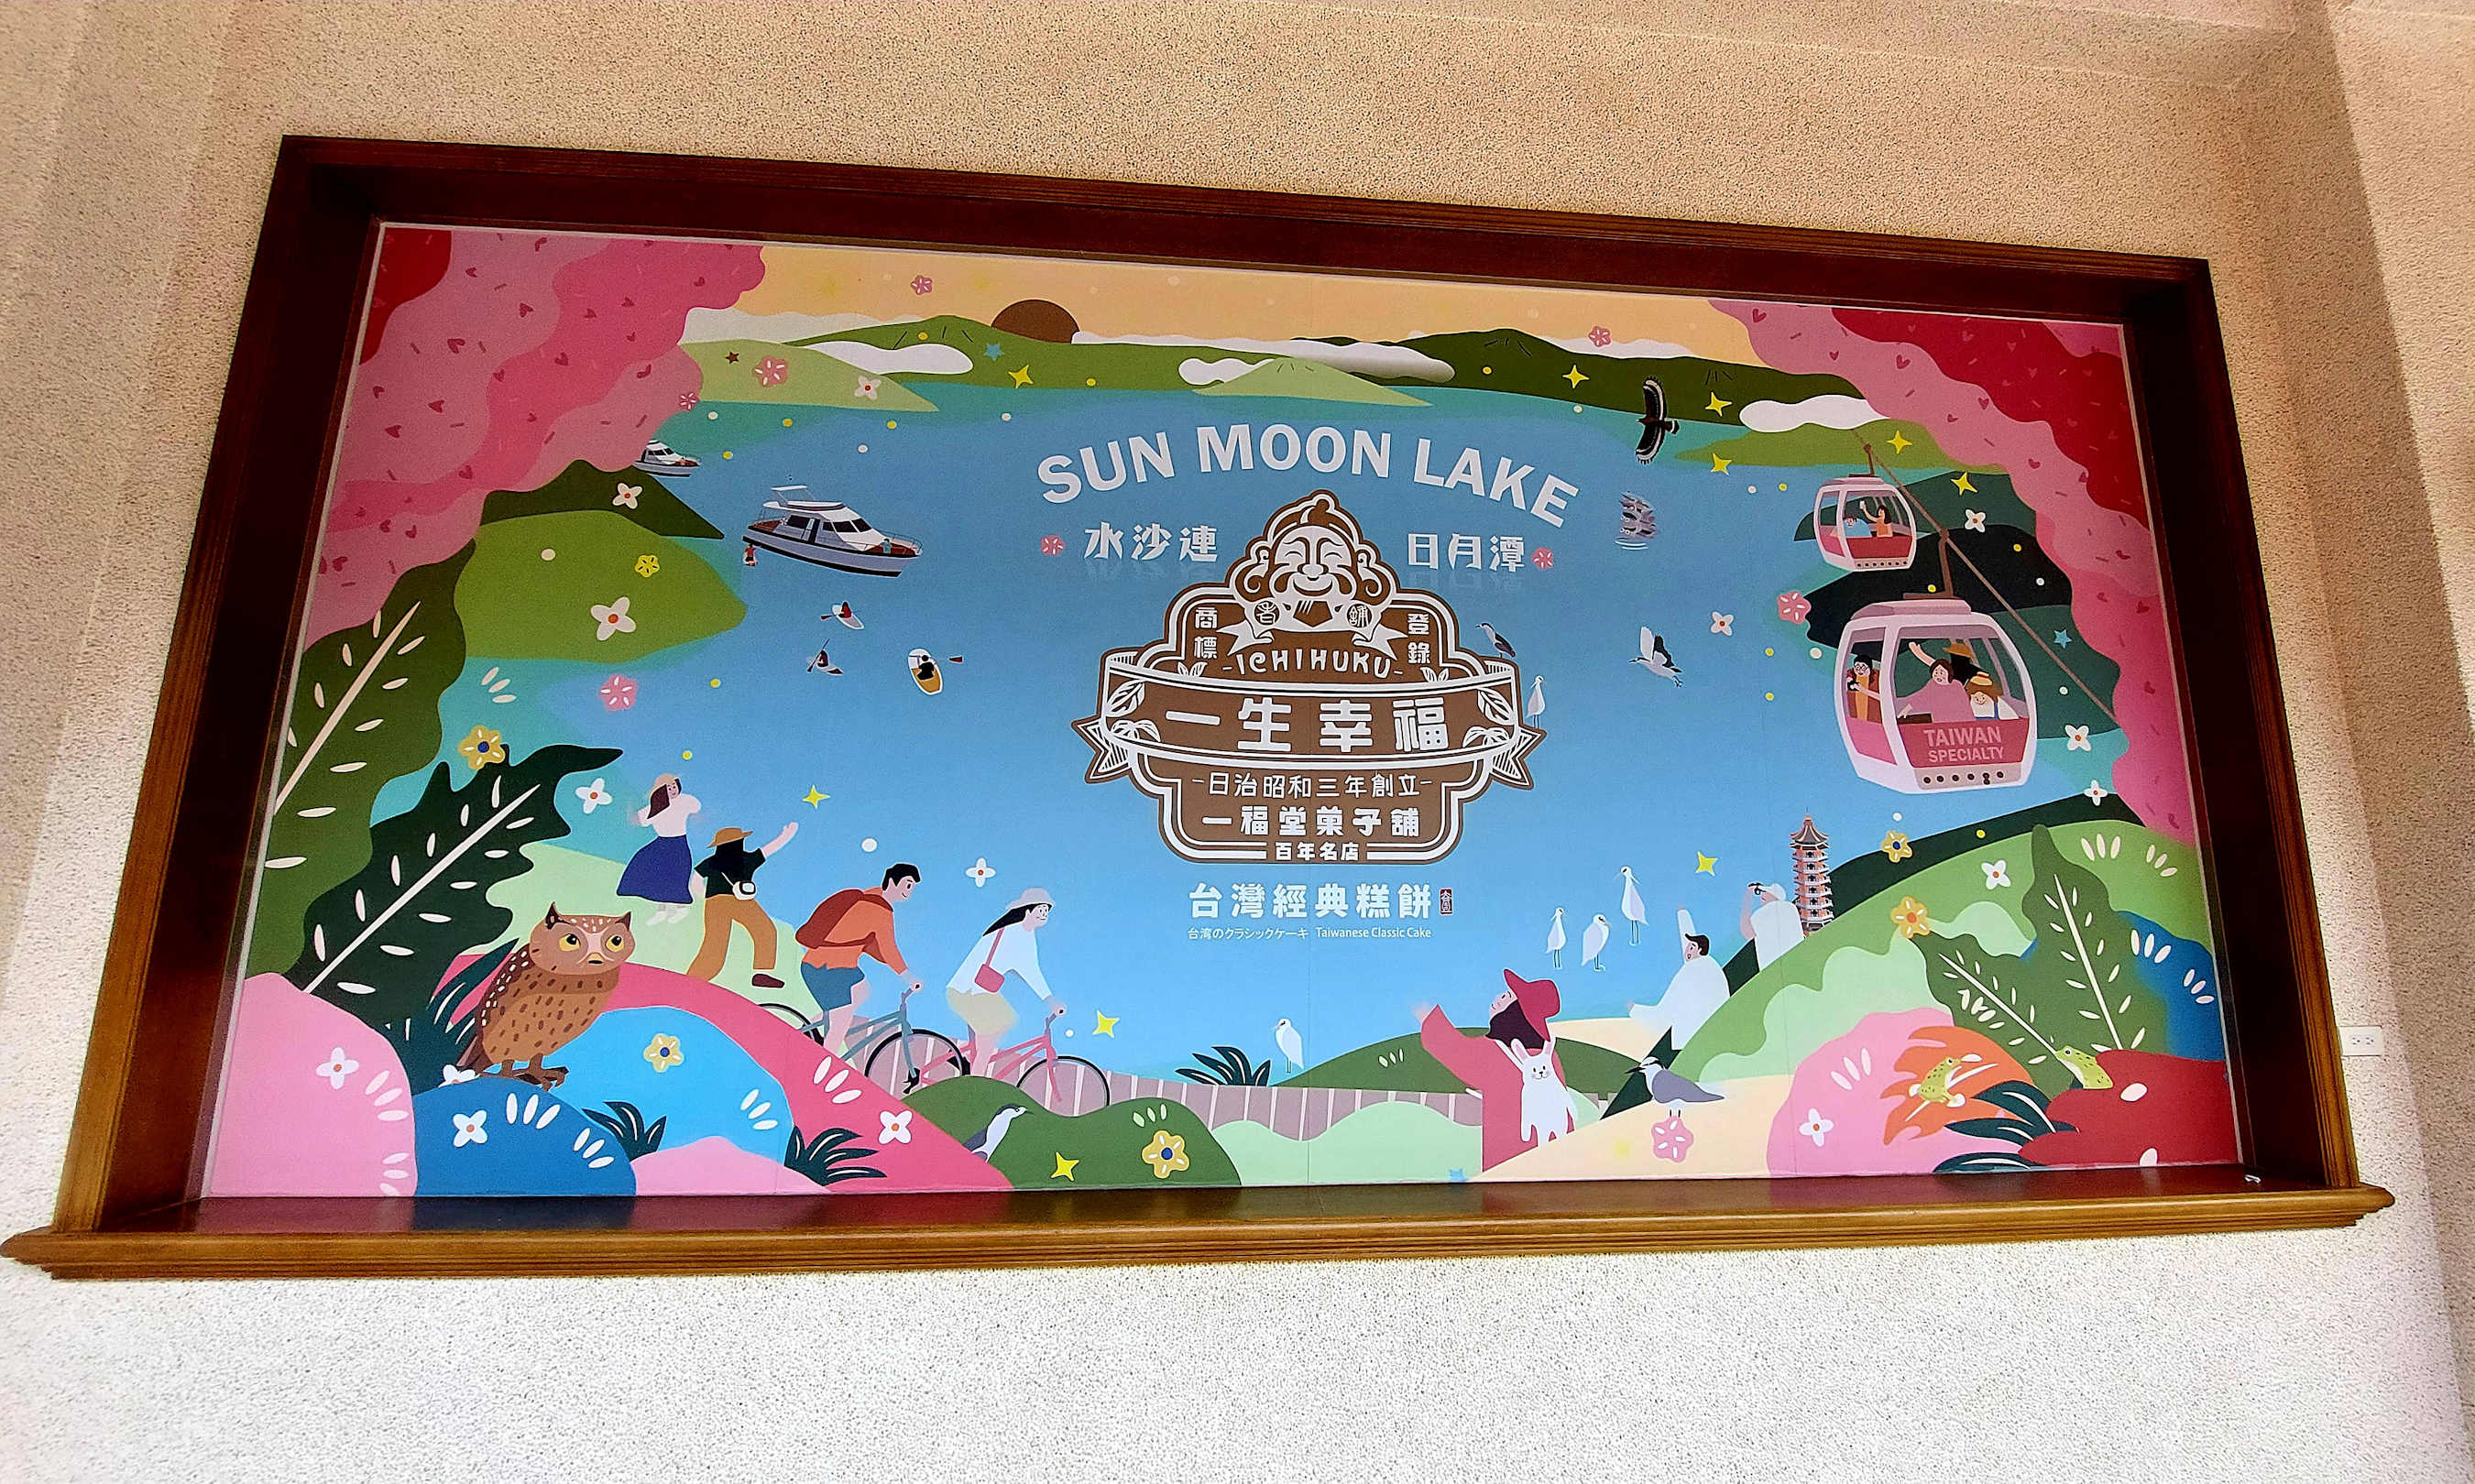 SUN MOON LAKE
水沙連 日月潭
商標 老舖 登錄
-ICHIHUKU-
一生幸福
-日治昭和三年創立-
一福堂菓子舖
百年名店
台灣經典糕餅
台湾のクラシックケーキ Taiwanese Classic Cake
TAIWAN
SPECIALTY